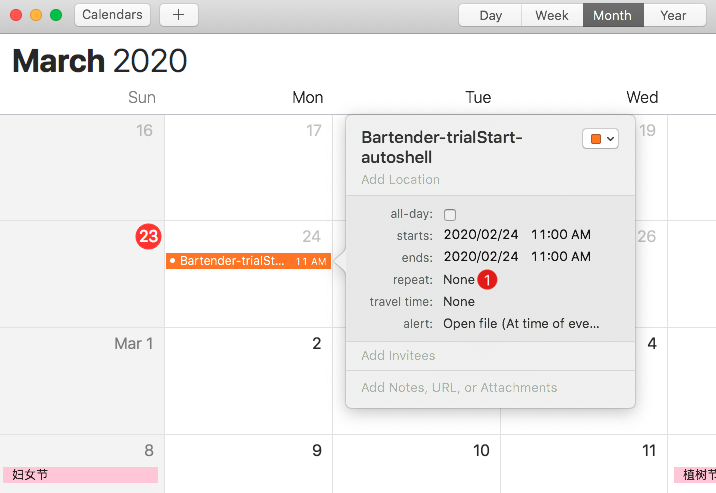 Calendars
+
Day
Week
Month
Year
March 2020
Sun
Mon
Tue
Wed
16
17
19
Bartender-trialStart-
autoshell
Add Location
all-day:
starts: 2020/02/24 11:00 AM
ends: 2020/02/24 11:00 AM
repeat: None 1
travel time: None
alert: Open file (At time of eve...
Add Invitees
Add Notes, URL, or Attachments
23
24
26
Bartender-trialSt... 11 AM
Mar 1
2
4
8
9
10
11
妇女节
植树节